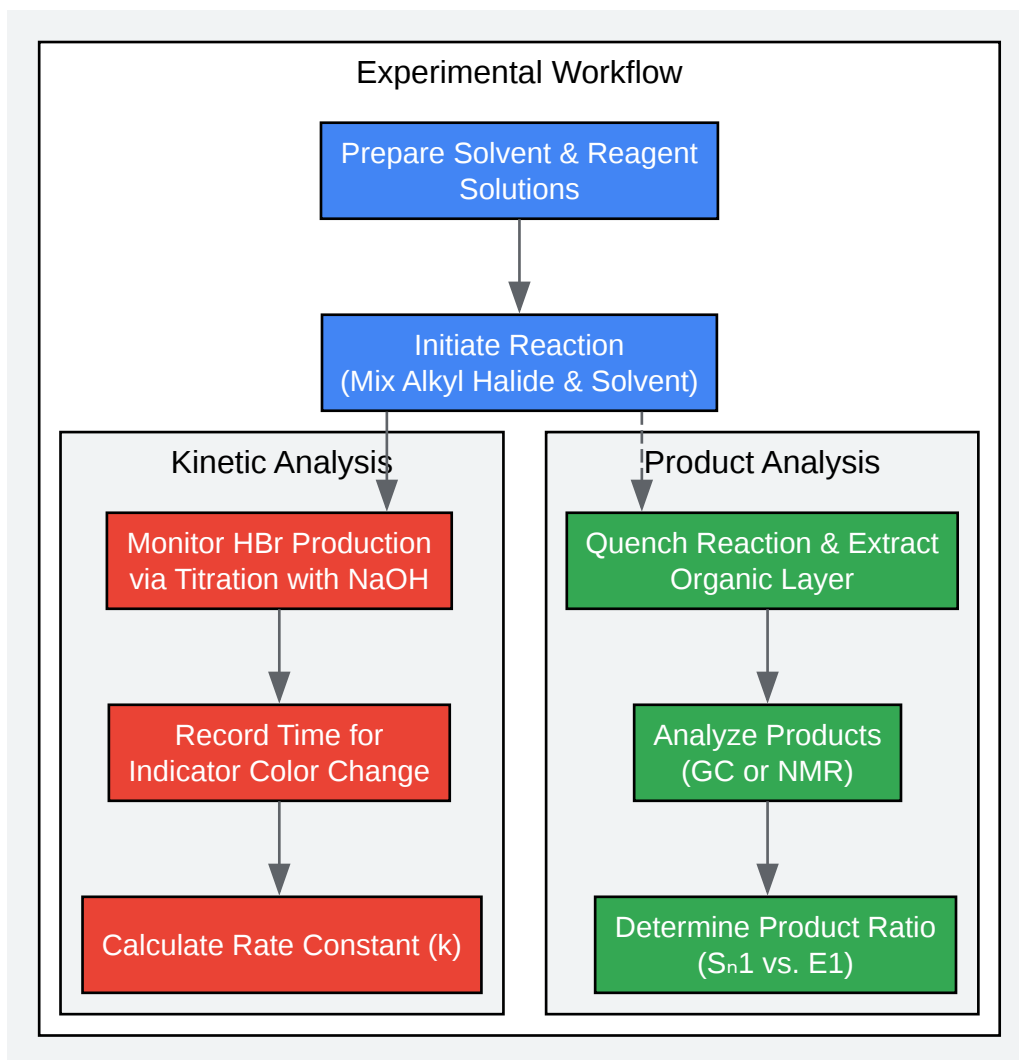 Experimental Workflow
Prepare Solvent & Reagent
Solutions
Initiate Reaction
(Mix Alkyl Halide & Solvent)
Kinetic Analysis
Monitor HBr Production
via Titration with NaOH
Record Time for
Indicator Color Change
Calculate Rate Constant (k)
Product Analysis
Quench Reaction & Extract
Organic Layer
Analyze Products
(GC or NMR)
Determine Product Ratio
(Sₙ1 vs. E1)